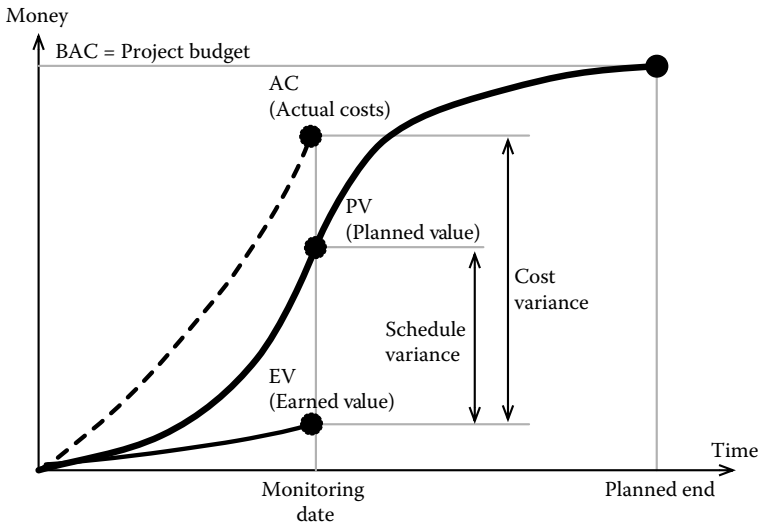 Money
BAC = Project budget
AC
(Actual costs)
PV
(Planned value)
Cost
variance
Schedule
variance
EV
(Earned value)
Time
Monitoring
date
Planned end